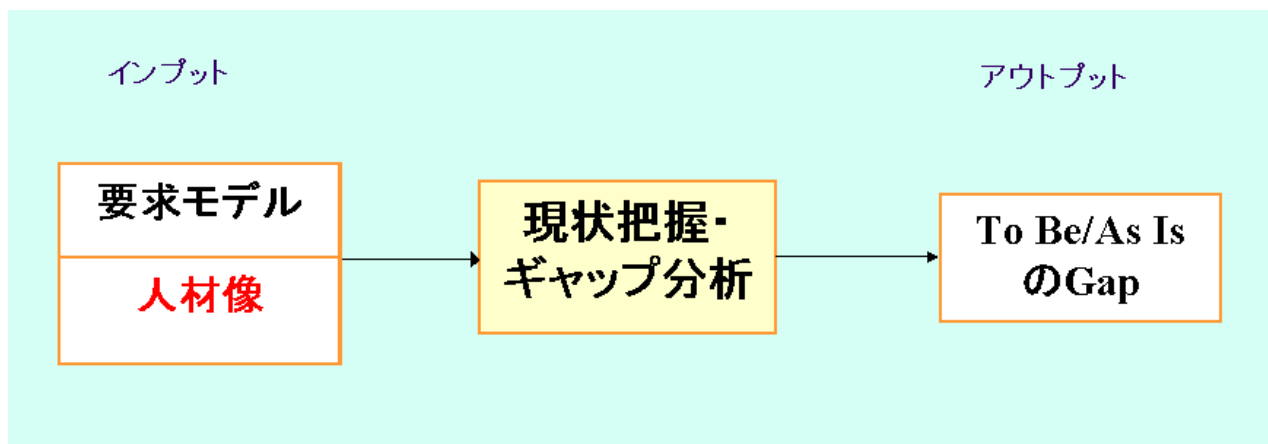 インプット
アウトプット
要求モデル
人材像
現状把握・
ギャップ分析
To Be/As Is
のGap